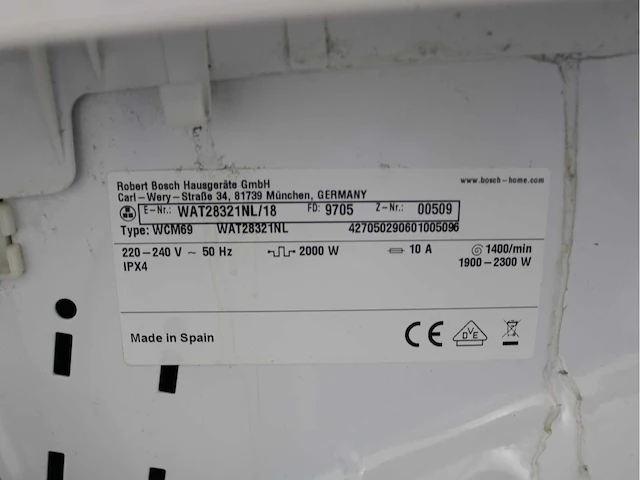 Robert Bosch Hausgeräte GmbH
Carl-Wery-Straße 34, 81739 München, GERMANY
www.bosch-home.com
E-Nr.: WAT28321NL/18 FD: 9705 Z-Nr.: 00509
Type: WCM69 WAT28321NL 427050290601005096
220-240 V ~ 50 Hz 2000 W 10 A 1400/min
IPX4 1900-2300 W
Made in Spain CE DVE